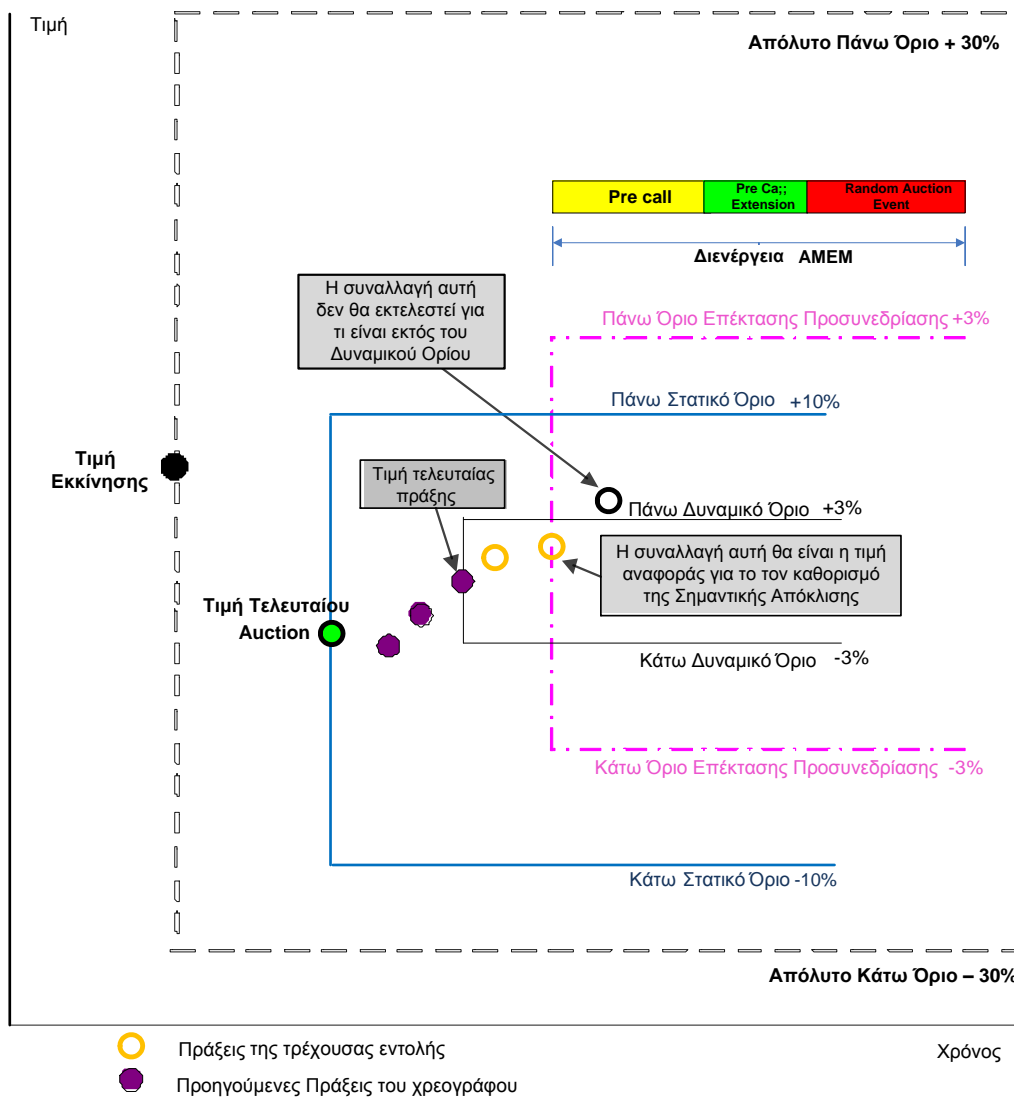 Τιμή
Απόλυτο Πάνω Όριο + 30%
Pre call
Pre Ca;;
Extension
Random Auction
Event
Διενέργεια ΑΜΕΜ
Η συναλλαγή αυτή
δεν θα εκτελεστεί για
τι είναι εκτός του
Δυναμικού Ορίου
Πάνω Όριο Επέκτασης Προσυνεδρίασης +3%
Πάνω Στατικό Όριο +10%
Τιμή
Εκκίνησης
Τιμή τελευταίας
πράξης
Πάνω Δυναμικό Όριο +3%
Η συναλλαγή αυτή θα είναι η τιμή
αναφοράς για το τον καθορισμό
της Σημαντικής Απόκλισης
Τιμή Τελευταίου
Auction
Κάτω Δυναμικό Όριο -3%
Κάτω Όριο Επέκτασης Προσυνεδρίασης -3%
Κάτω Στατικό Όριο -10%
Απόλυτο Κάτω Όριο – 30%
Πράξεις της τρέχουσας εντολής
Χρόνος
Προηγούμενες Πράξεις του χρεογράφου